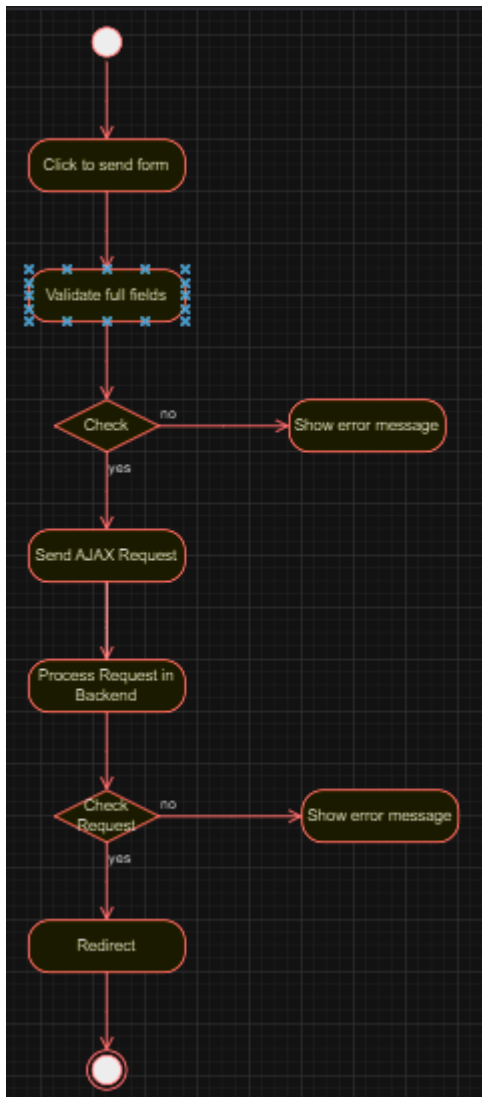 Click to send form
Validate full fields
Check
no
Show error message
yes
Send AJAX Request
Process Request in
Backend
Check
Request
no
Show error message
yes
Redirect